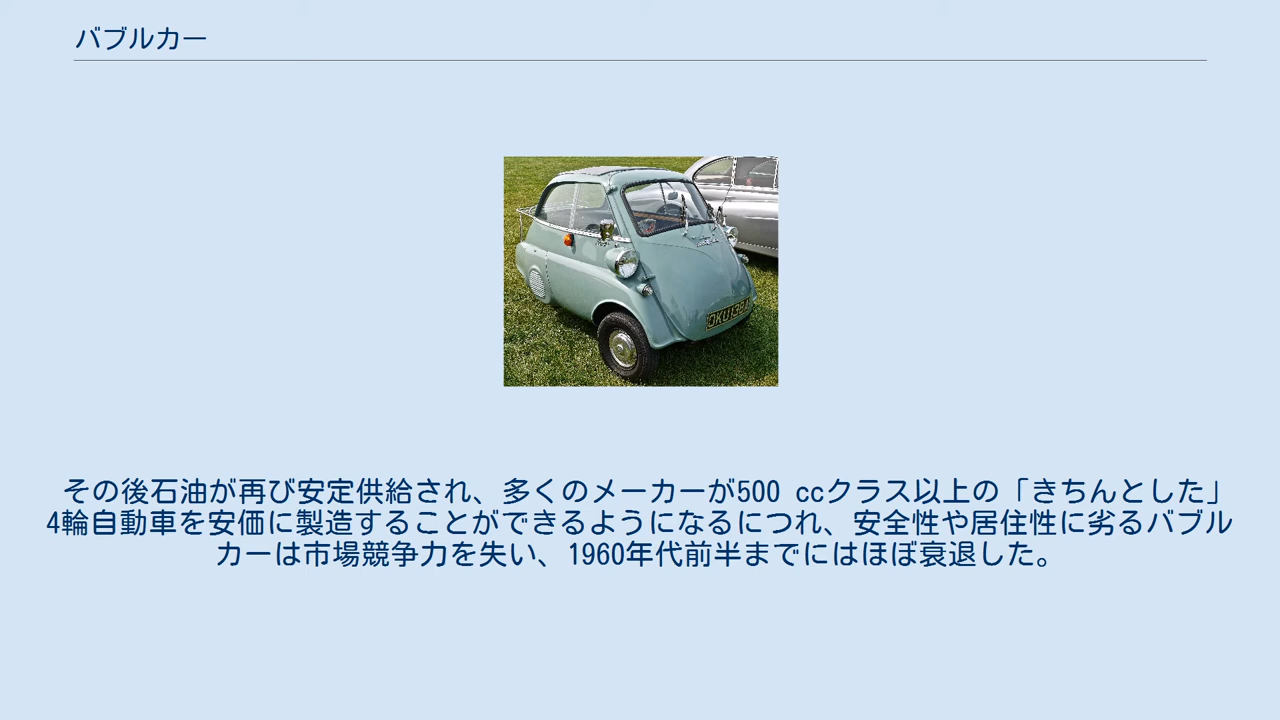 バブルカー
その後石油が再び安定供給され、多くのメーカーが500 ccクラス以上の「きちんとした」
4輪自動車を安価に製造することができるようになるにつれ、安全性や居住性に劣るバブル
カーは市場競争力を失い、1960年代前半までにはほぼ衰退した。